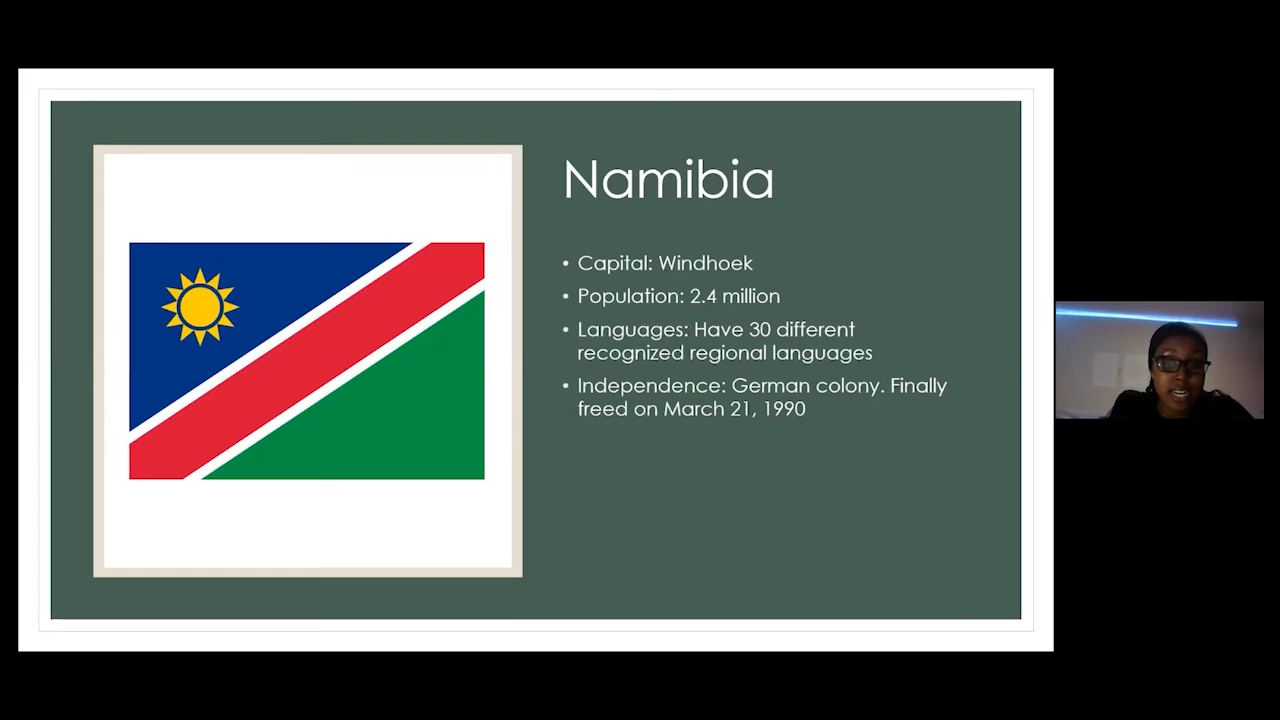 Namibia
• Capital: Windhoek
• Population: 2.4 million
• Languages: Have 30 different
recognized regional languages
• Independence: German colony. Finally
freed on March 21, 1990